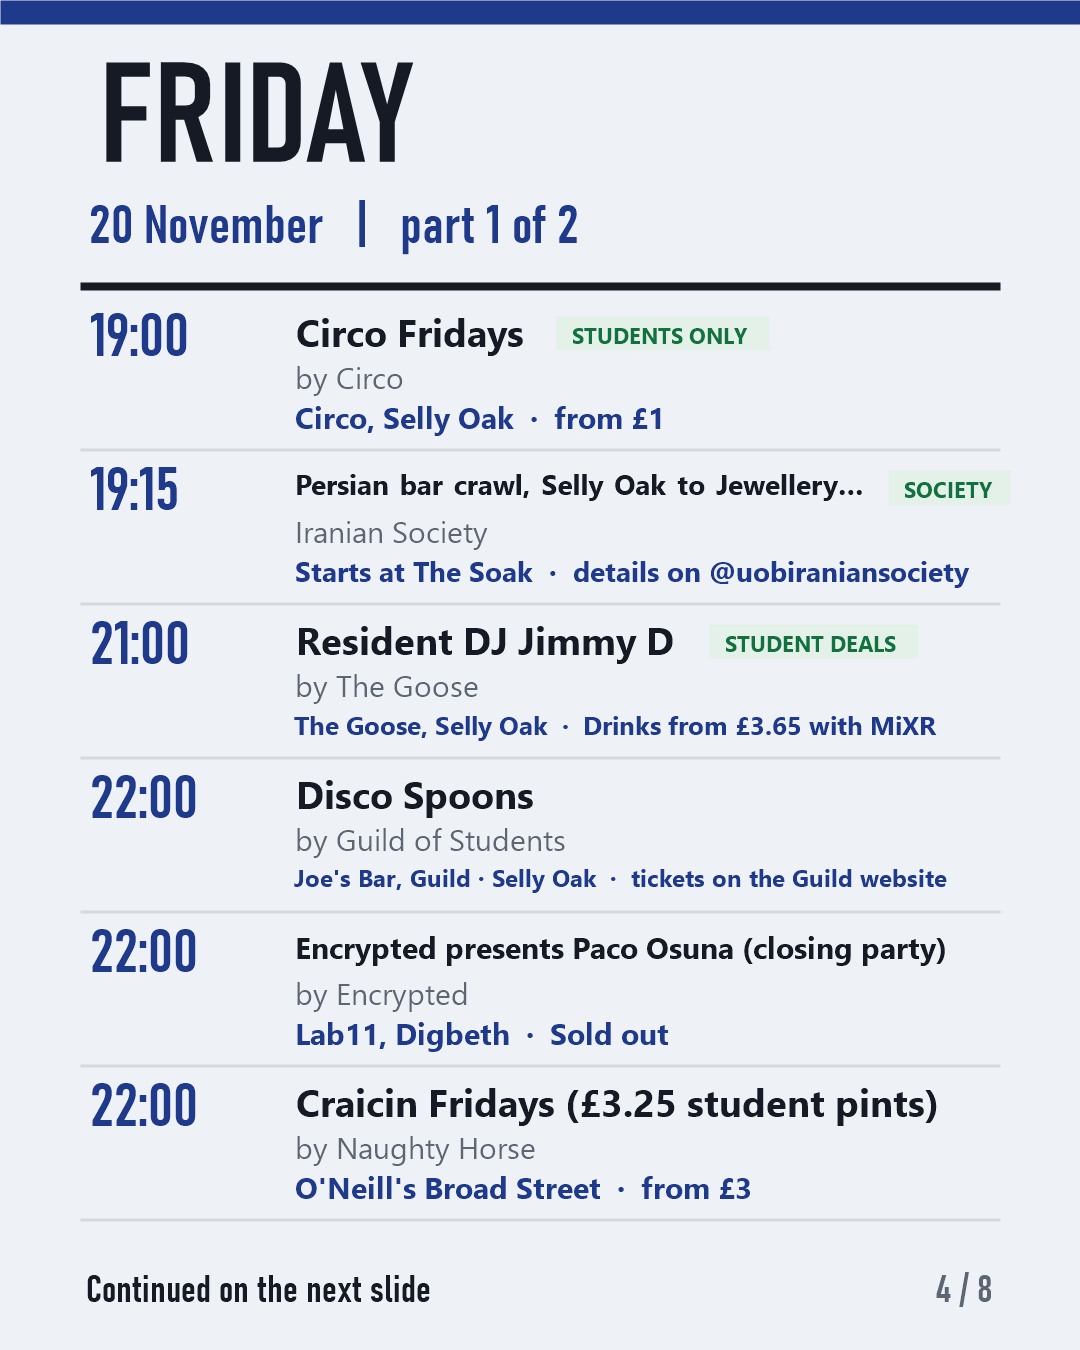 FRIDAY
20 November | part 1 of 2
19:00 Circo Fridays STUDENTS ONLY
by Circo
Circo, Selly Oak · from £1
19:15 Persian bar crawl, Selly Oak to Jewellery... SOCIETY
Iranian Society
Starts at The Soak · details on @uobiraniansociety
21:00 Resident DJ Jimmy D STUDENT DEALS
by The Goose
The Goose, Selly Oak · Drinks from £3.65 with MiXR
22:00 Disco Spoons
by Guild of Students
Joe's Bar, Guild · Selly Oak · tickets on the Guild website
22:00 Encrypted presents Paco Osuna (closing party)
by Encrypted
Lab11, Digbeth · Sold out
22:00 Craicin Fridays (£3.25 student pints)
by Naughty Horse
O'Neill's Broad Street · from £3
Continued on the next slide 4 / 8